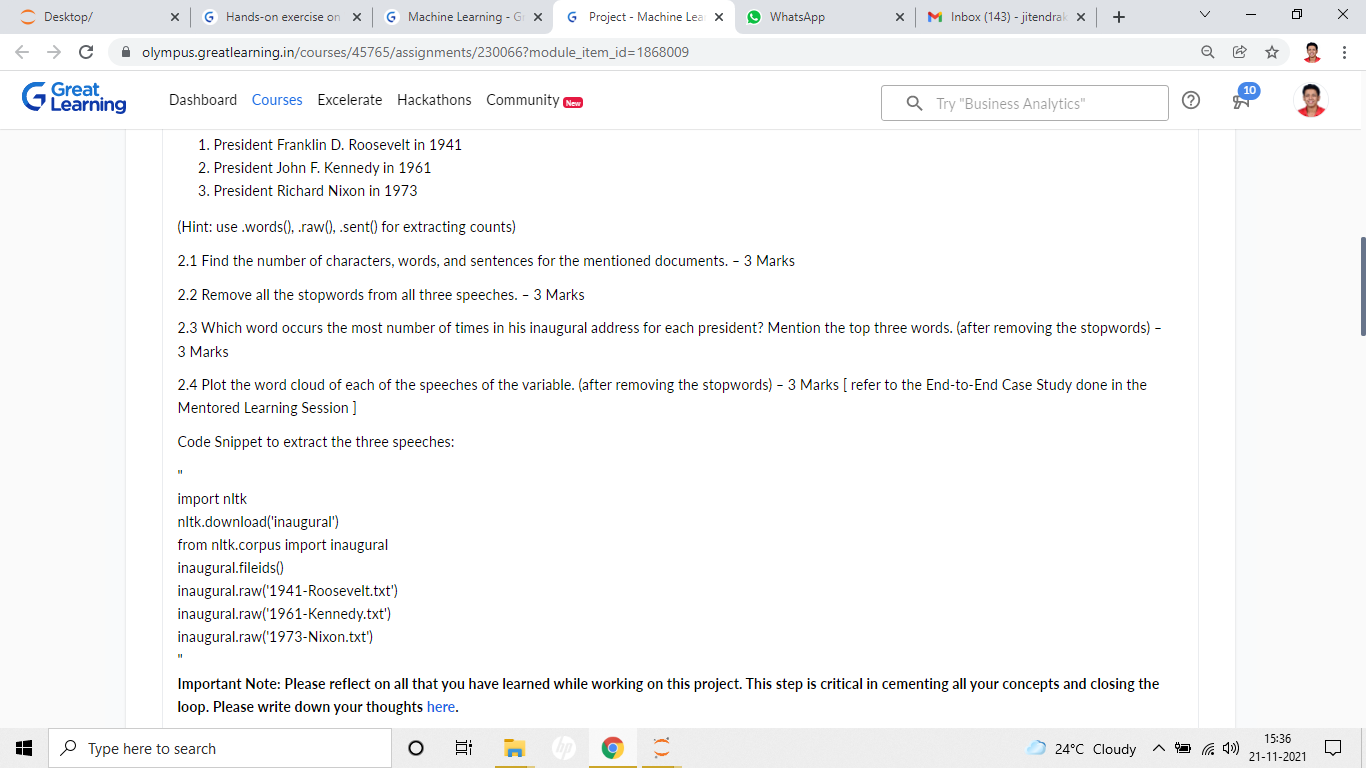 Desktop/
Hands-on exercise on
Machine Learning - G
Project - Machine Lea
WhatsApp
Inbox (143) - jitendrak
olympus.greatlearning.in/courses/45765/assignments/230066?module_item_id=1868009
Great Learning
Dashboard Courses Excelerate Hackathons Community New
Try "Business Analytics"
10
1. President Franklin D. Roosevelt in 1941
2. President John F. Kennedy in 1961
3. President Richard Nixon in 1973
(Hint: use .words(), .raw(), .sent() for extracting counts)
2.1 Find the number of characters, words, and sentences for the mentioned documents. – 3 Marks
2.2 Remove all the stopwords from all three speeches. – 3 Marks
2.3 Which word occurs the most number of times in his inaugural address for each president? Mention the top three words. (after removing the stopwords) –
3 Marks
2.4 Plot the word cloud of each of the speeches of the variable. (after removing the stopwords) – 3 Marks [ refer to the End-to-End Case Study done in the
Mentored Learning Session ]
Code Snippet to extract the three speeches:
"
import nltk
nltk.download('inaugural')
from nltk.corpus import inaugural
inaugural.fileids()
inaugural.raw('1941-Roosevelt.txt')
inaugural.raw('1961-Kennedy.txt')
inaugural.raw('1973-Nixon.txt')
"
Important Note: Please reflect on all that you have learned while working on this project. This step is critical in cementing all your concepts and closing the
loop. Please write down your thoughts here.
Type here to search
hp
24°C Cloudy
15:36
21-11-2021